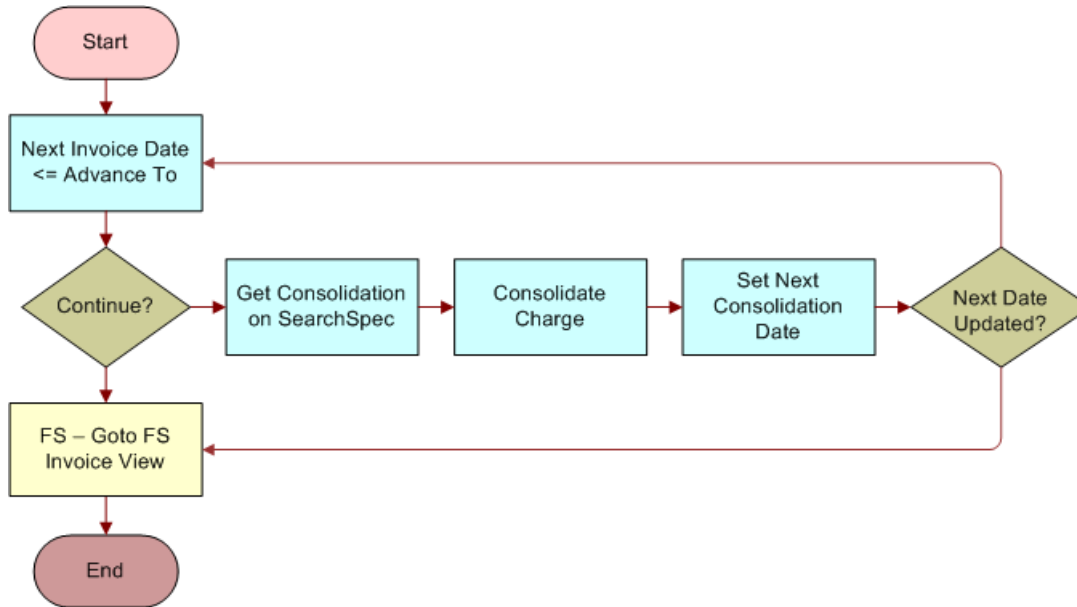 Start
Next Invoice Date
<= Advance To
Continue?
Get Consolidation
on SearchSpec
Consolidate
Charge
Set Next
Consolidation
Date
Next Date
Updated?
FS – Goto FS
Invoice View
End